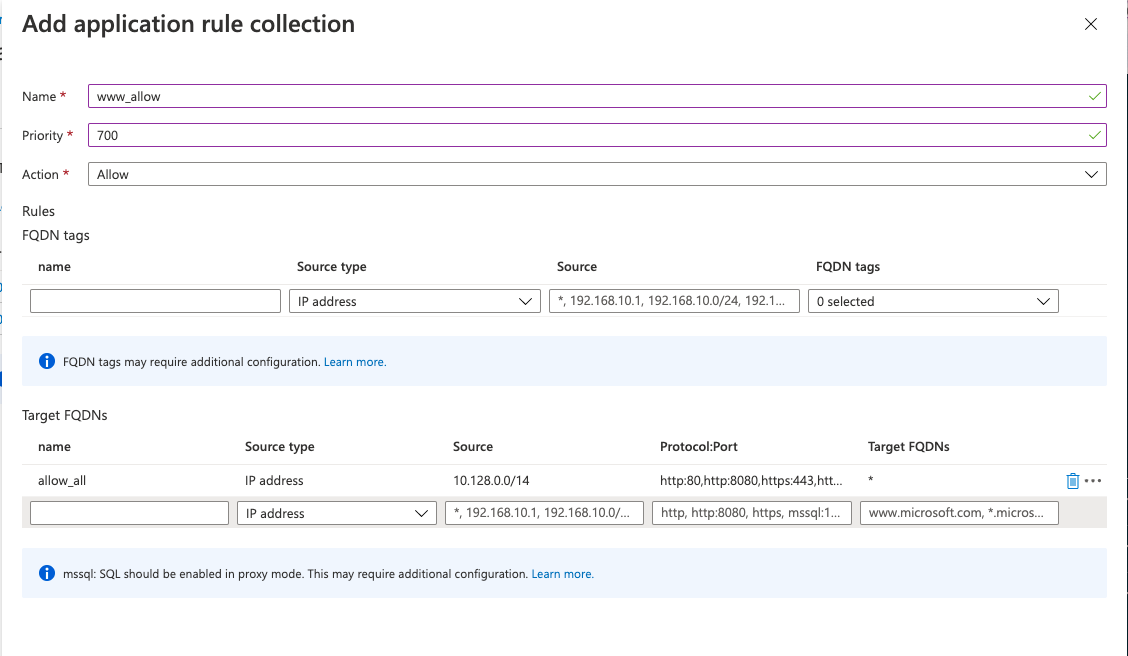 Add application rule collection
Name *
www_allow
Priority *
700
Action *
Allow
Rules
FQDN tags
name Source type Source FQDN tags
IP address *, 192.168.10.1, 192.168.10.0/24, 192.1... 0 selected
FQDN tags may require additional configuration. Learn more.
Target FQDNs
name Source type Source Protocol:Port Target FQDNs
allow_all IP address 10.128.0.0/14 http:80,http:8080,https:443,htt... *
IP address *, 192.168.10.1, 192.168.10.0/... http, http:8080, https, mssql:1... www.microsoft.com, *.micros...
mssql: SQL should be enabled in proxy mode. This may require additional configuration. Learn more.